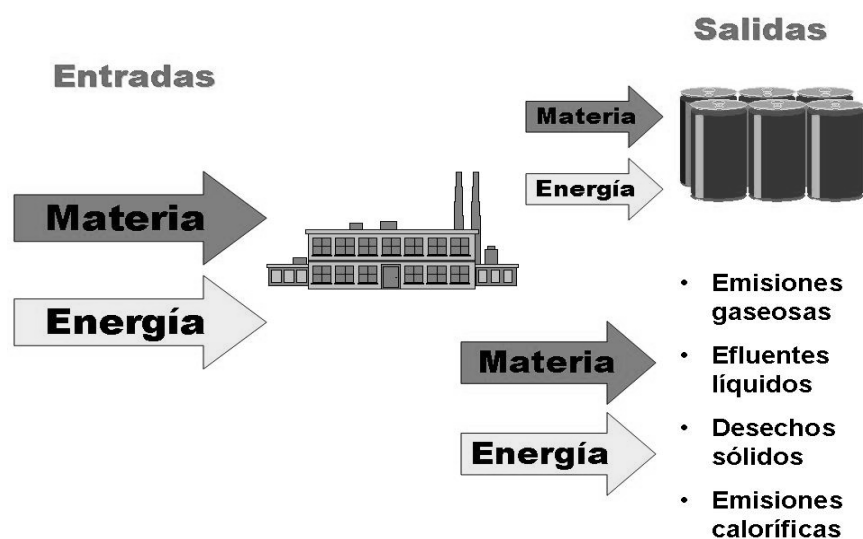 Salidas
Entradas
Materia
Energía
Materia
Energía
• Emisiones
gaseosas
Materia
• Efluentes
líquidos
Energía
• Desechos
sólidos
• Emisiones
caloríficas